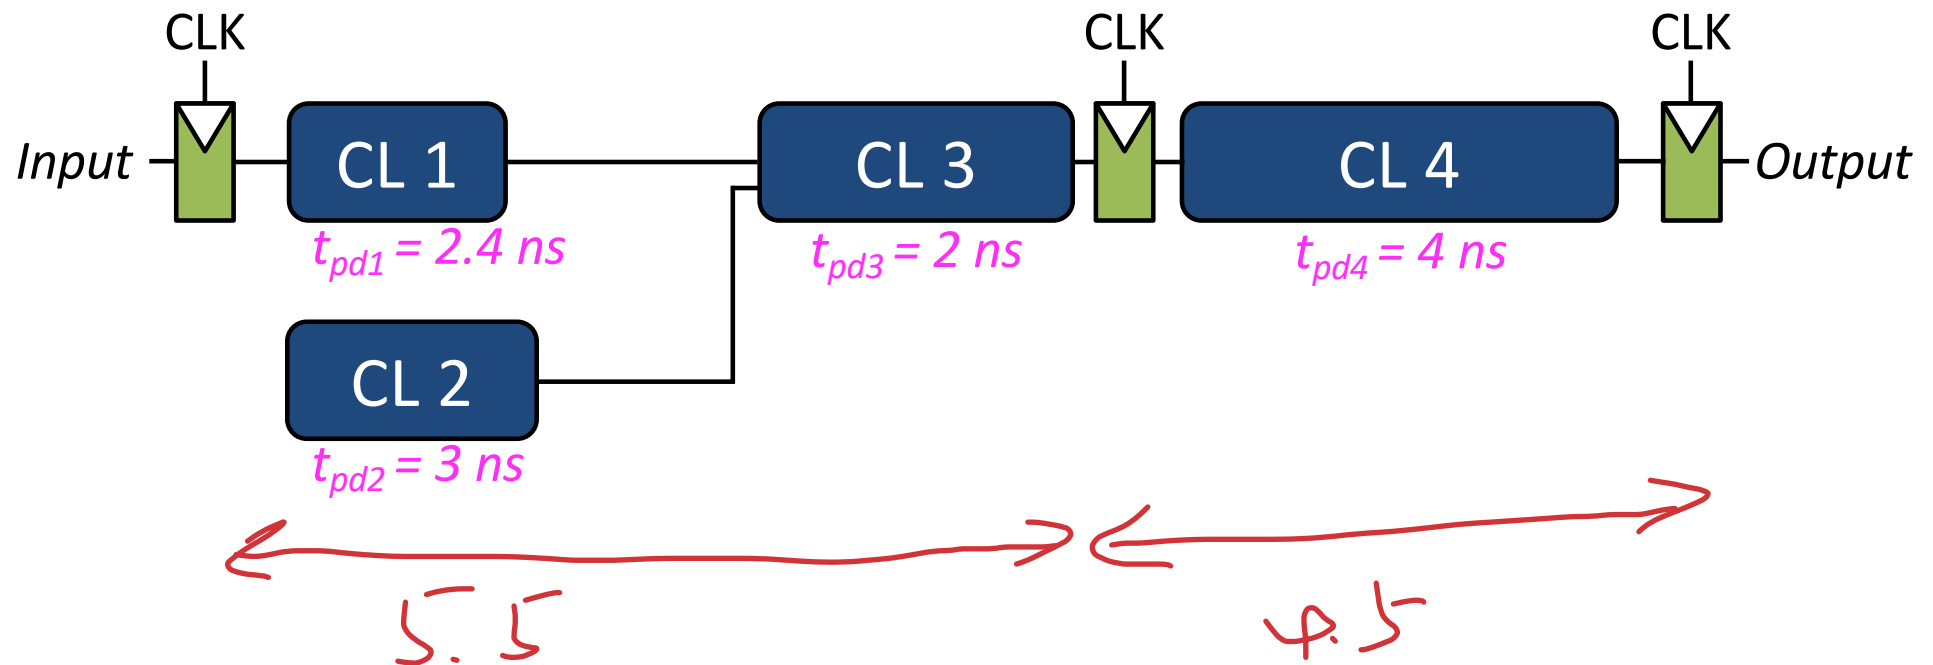 CLK CLK CLK
Input CL 1 CL 3 CL 4 Output
tpd1 = 2.4 ns tpd3 = 2 ns tpd4 = 4 ns
CL 2
tpd2 = 3 ns
5.5 4.5